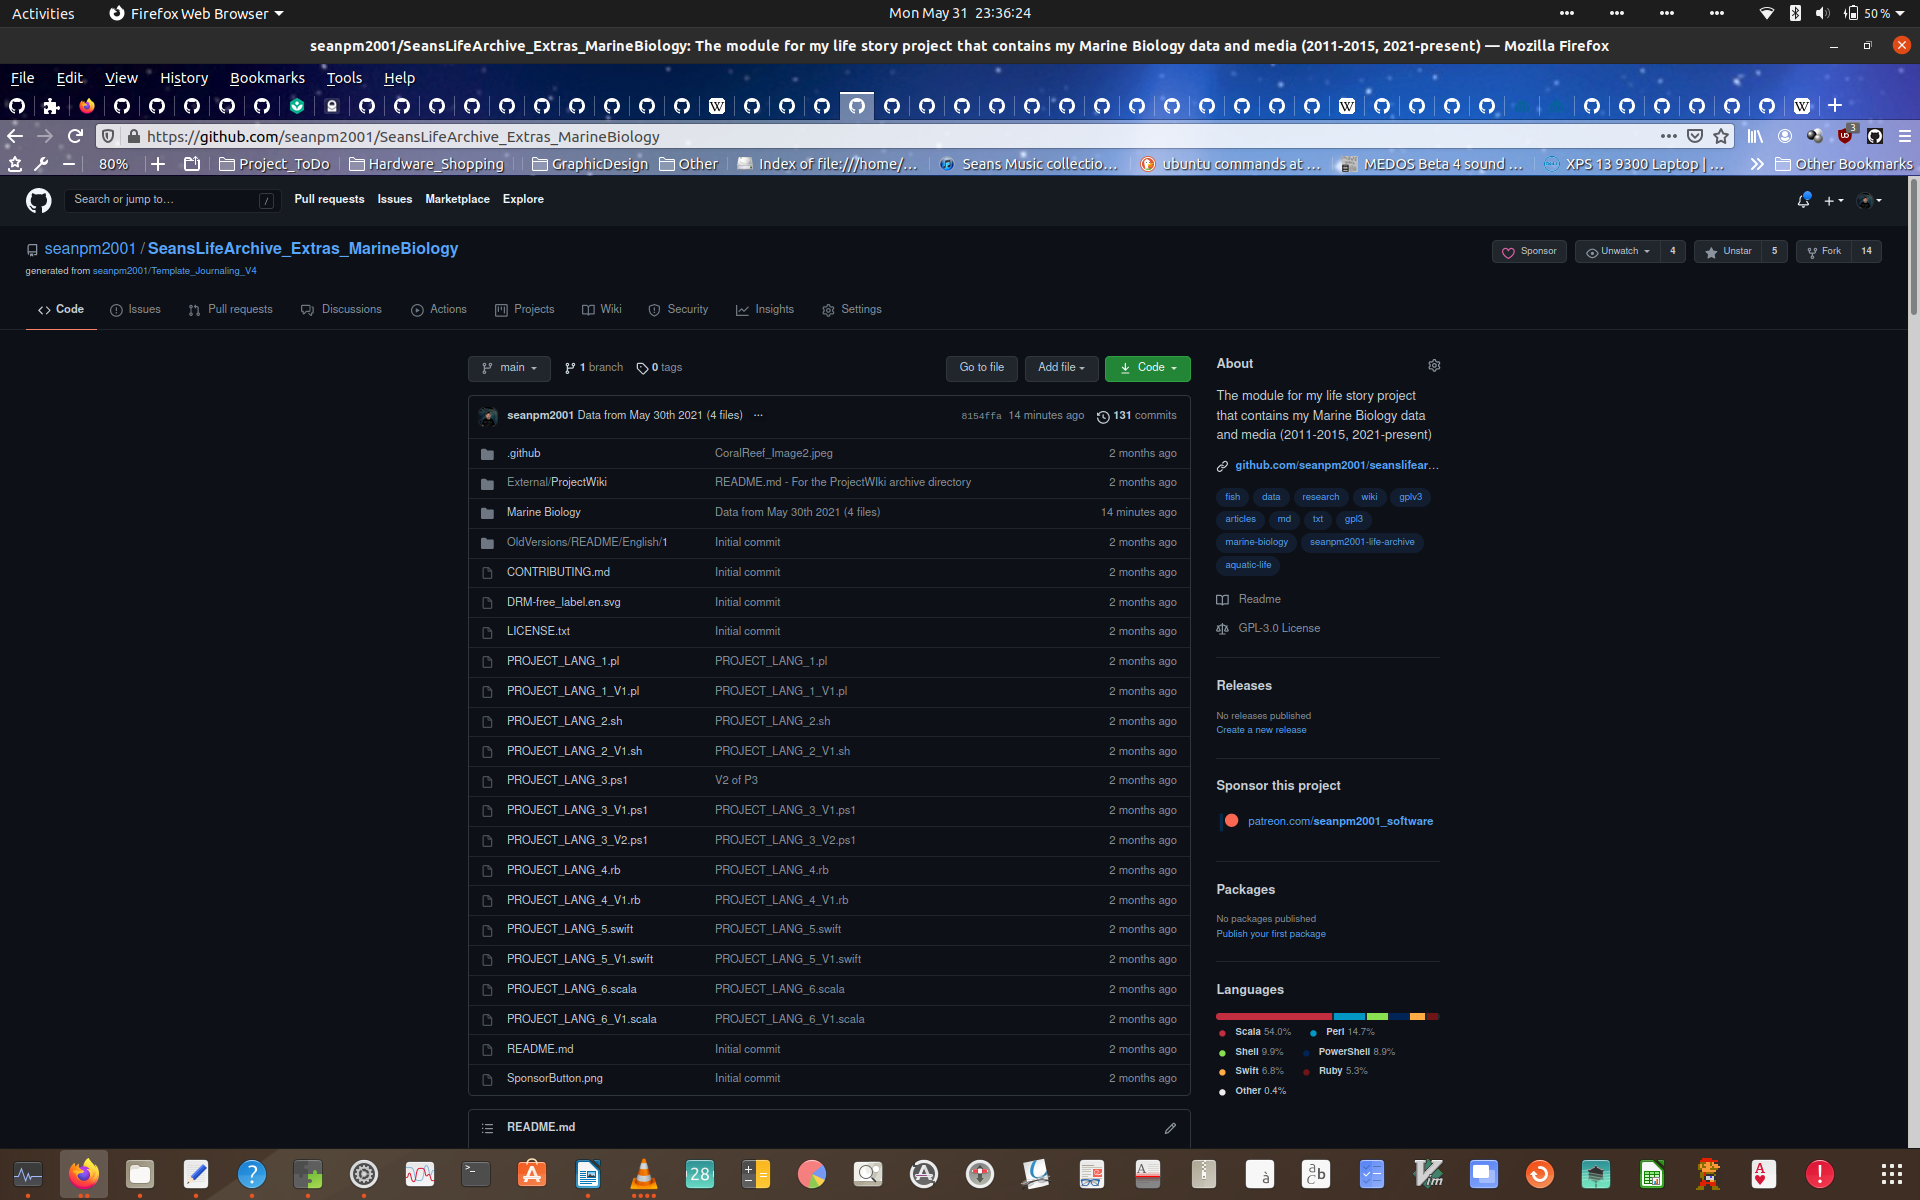 Activities Firefox Web Browser Mon May 31 23:36:24 50 %
seanpm2001/SeansLifeArchive_Extras_MarineBiology: The module for my life story project that contains my Marine Biology data and media (2011-2015, 2021-present) — Mozilla Firefox
File Edit View History Bookmarks Tools Help
https://github.com/seanpm2001/SeansLifeArchive_Extras_MarineBiology 3
80% Project_ToDo Hardware_Shopping GraphicDesign Other Index of file:///home/... Seans Music collectio... ubuntu commands at ... MEDOS Beta 4 sound ... XPS 13 9300 Laptop | ... Other Bookmarks
Search or jump to... / Pull requests Issues Marketplace Explore
seanpm2001 / SeansLifeArchive_Extras_MarineBiology Sponsor Unwatch 4 Unstar 5 Fork 14
generated from seanpm2001/Template_Journaling_V4
Code Issues Pull requests Discussions Actions Projects Wiki Security Insights Settings
main 1 branch 0 tags Go to file Add file Code
seanpm2001 Data from May 30th 2021 (4 files) ... 8154ffa 14 minutes ago 131 commits
.github CoralReef_Image2.jpeg 2 months ago
External/ProjectWiki README.md - For the ProjectWIki archive directory 2 months ago
Marine Biology Data from May 30th 2021 (4 files) 14 minutes ago
OldVersions/README/English/1 Initial commit 2 months ago
CONTRIBUTING.md Initial commit 2 months ago
DRM-free_label.en.svg Initial commit 2 months ago
LICENSE.txt Initial commit 2 months ago
PROJECT_LANG_1.pl PROJECT_LANG_1.pl 2 months ago
PROJECT_LANG_1_V1.pl PROJECT_LANG_1_V1.pl 2 months ago
PROJECT_LANG_2.sh PROJECT_LANG_2.sh 2 months ago
PROJECT_LANG_2_V1.sh PROJECT_LANG_2_V1.sh 2 months ago
PROJECT_LANG_3.ps1 V2 of P3 2 months ago
PROJECT_LANG_3_V1.ps1 PROJECT_LANG_3_V1.ps1 2 months ago
PROJECT_LANG_3_V2.ps1 PROJECT_LANG_3_V2.ps1 2 months ago
PROJECT_LANG_4.rb PROJECT_LANG_4.rb 2 months ago
PROJECT_LANG_4_V1.rb PROJECT_LANG_4_V1.rb 2 months ago
PROJECT_LANG_5.swift PROJECT_LANG_5.swift 2 months ago
PROJECT_LANG_5_V1.swift PROJECT_LANG_5_V1.swift 2 months ago
PROJECT_LANG_6.scala PROJECT_LANG_6.scala 2 months ago
PROJECT_LANG_6_V1.scala PROJECT_LANG_6_V1.scala 2 months ago
README.md Initial commit 2 months ago
SponsorButton.png Initial commit 2 months ago
README.md
About
The module for my life story project
that contains my Marine Biology data
and media (2011-2015, 2021-present)
github.com/seanpm2001/seanslifear...
fish data research wiki gplv3
articles md txt gpl3
marine-biology seanpm2001-life-archive
aquatic-life
Readme
GPL-3.0 License
Releases
No releases published
Create a new release
Sponsor this project
patreon.com/seanpm2001_software
Packages
No packages published
Publish your first package
Languages
Scala 54.0% Perl 14.7%
Shell 9.9% PowerShell 8.9%
Swift 6.8% Ruby 5.3%
Other 0.4%
28